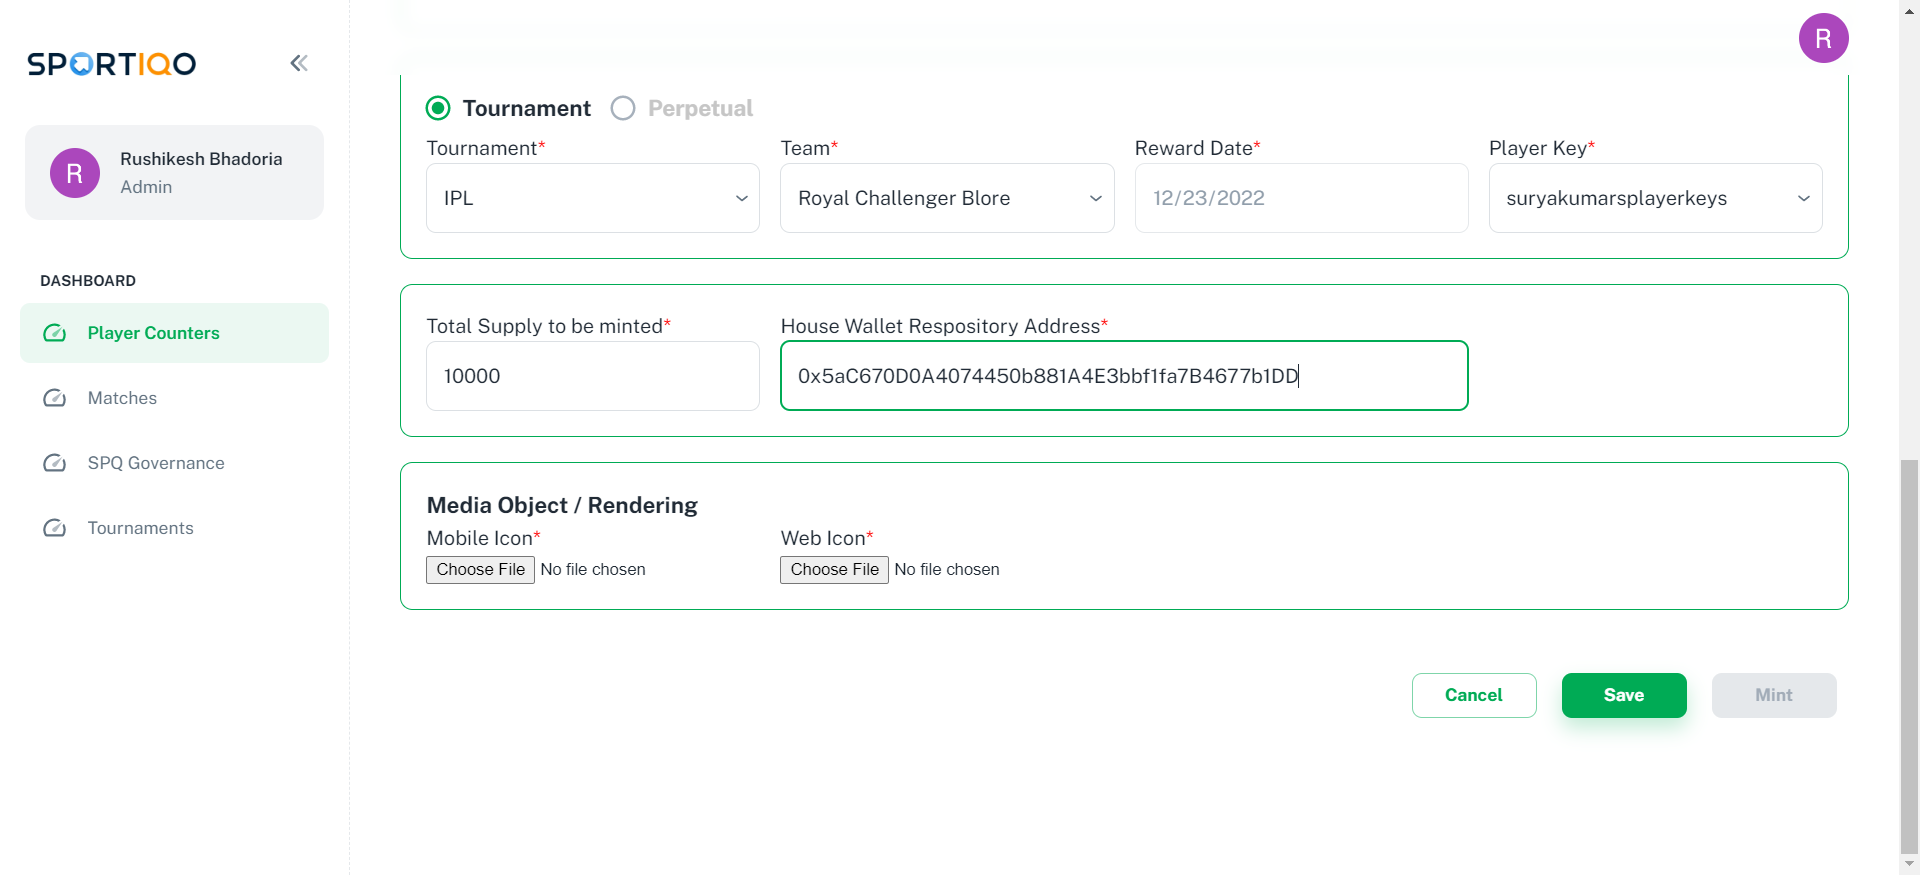 SPORTIQO
R
R
Rushikesh Bhadoria
Admin
DASHBOARD
Player Counters
Matches
SPQ Governance
Tournaments
Tournament Perpetual
Tournament* Team* Reward Date* Player Key*
IPL Royal Challenger Blore 12/23/2022 suryakumarsplayerkeys
Total Supply to be minted* House Wallet Respository Address*
10000 0x5aC670D0A4074450b881A4E3bbf1fa7B4677b1DD
Media Object / Rendering
Mobile Icon* Web Icon*
Choose File No file chosen Choose File No file chosen
Cancel Save Mint